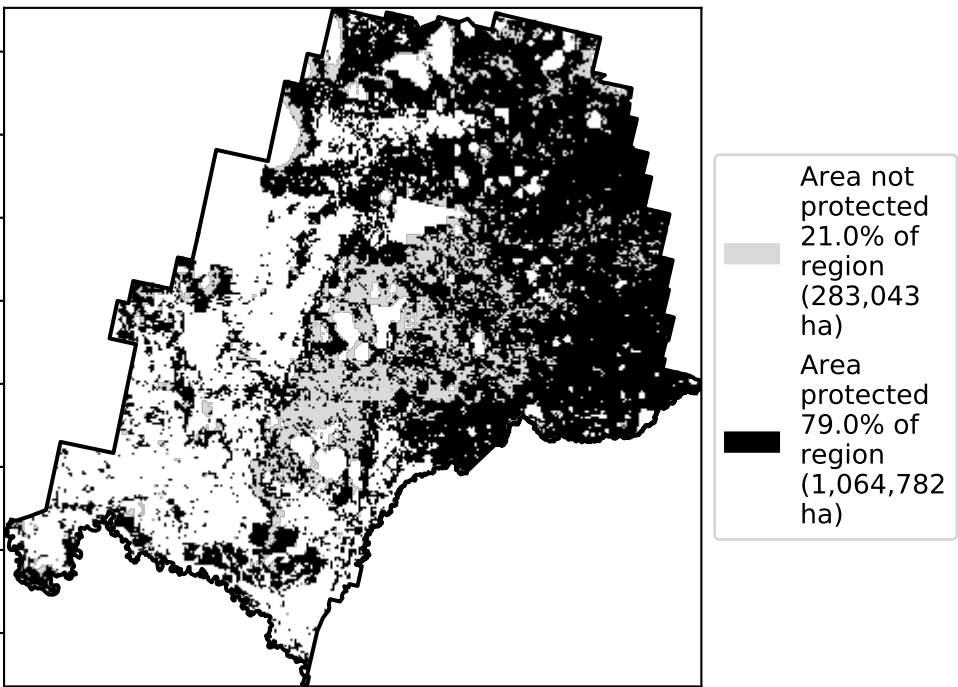 Area not
protected
21.0% of
region
(283,043
ha)
Area
protected
79.0% of
region
(1,064,782
ha)